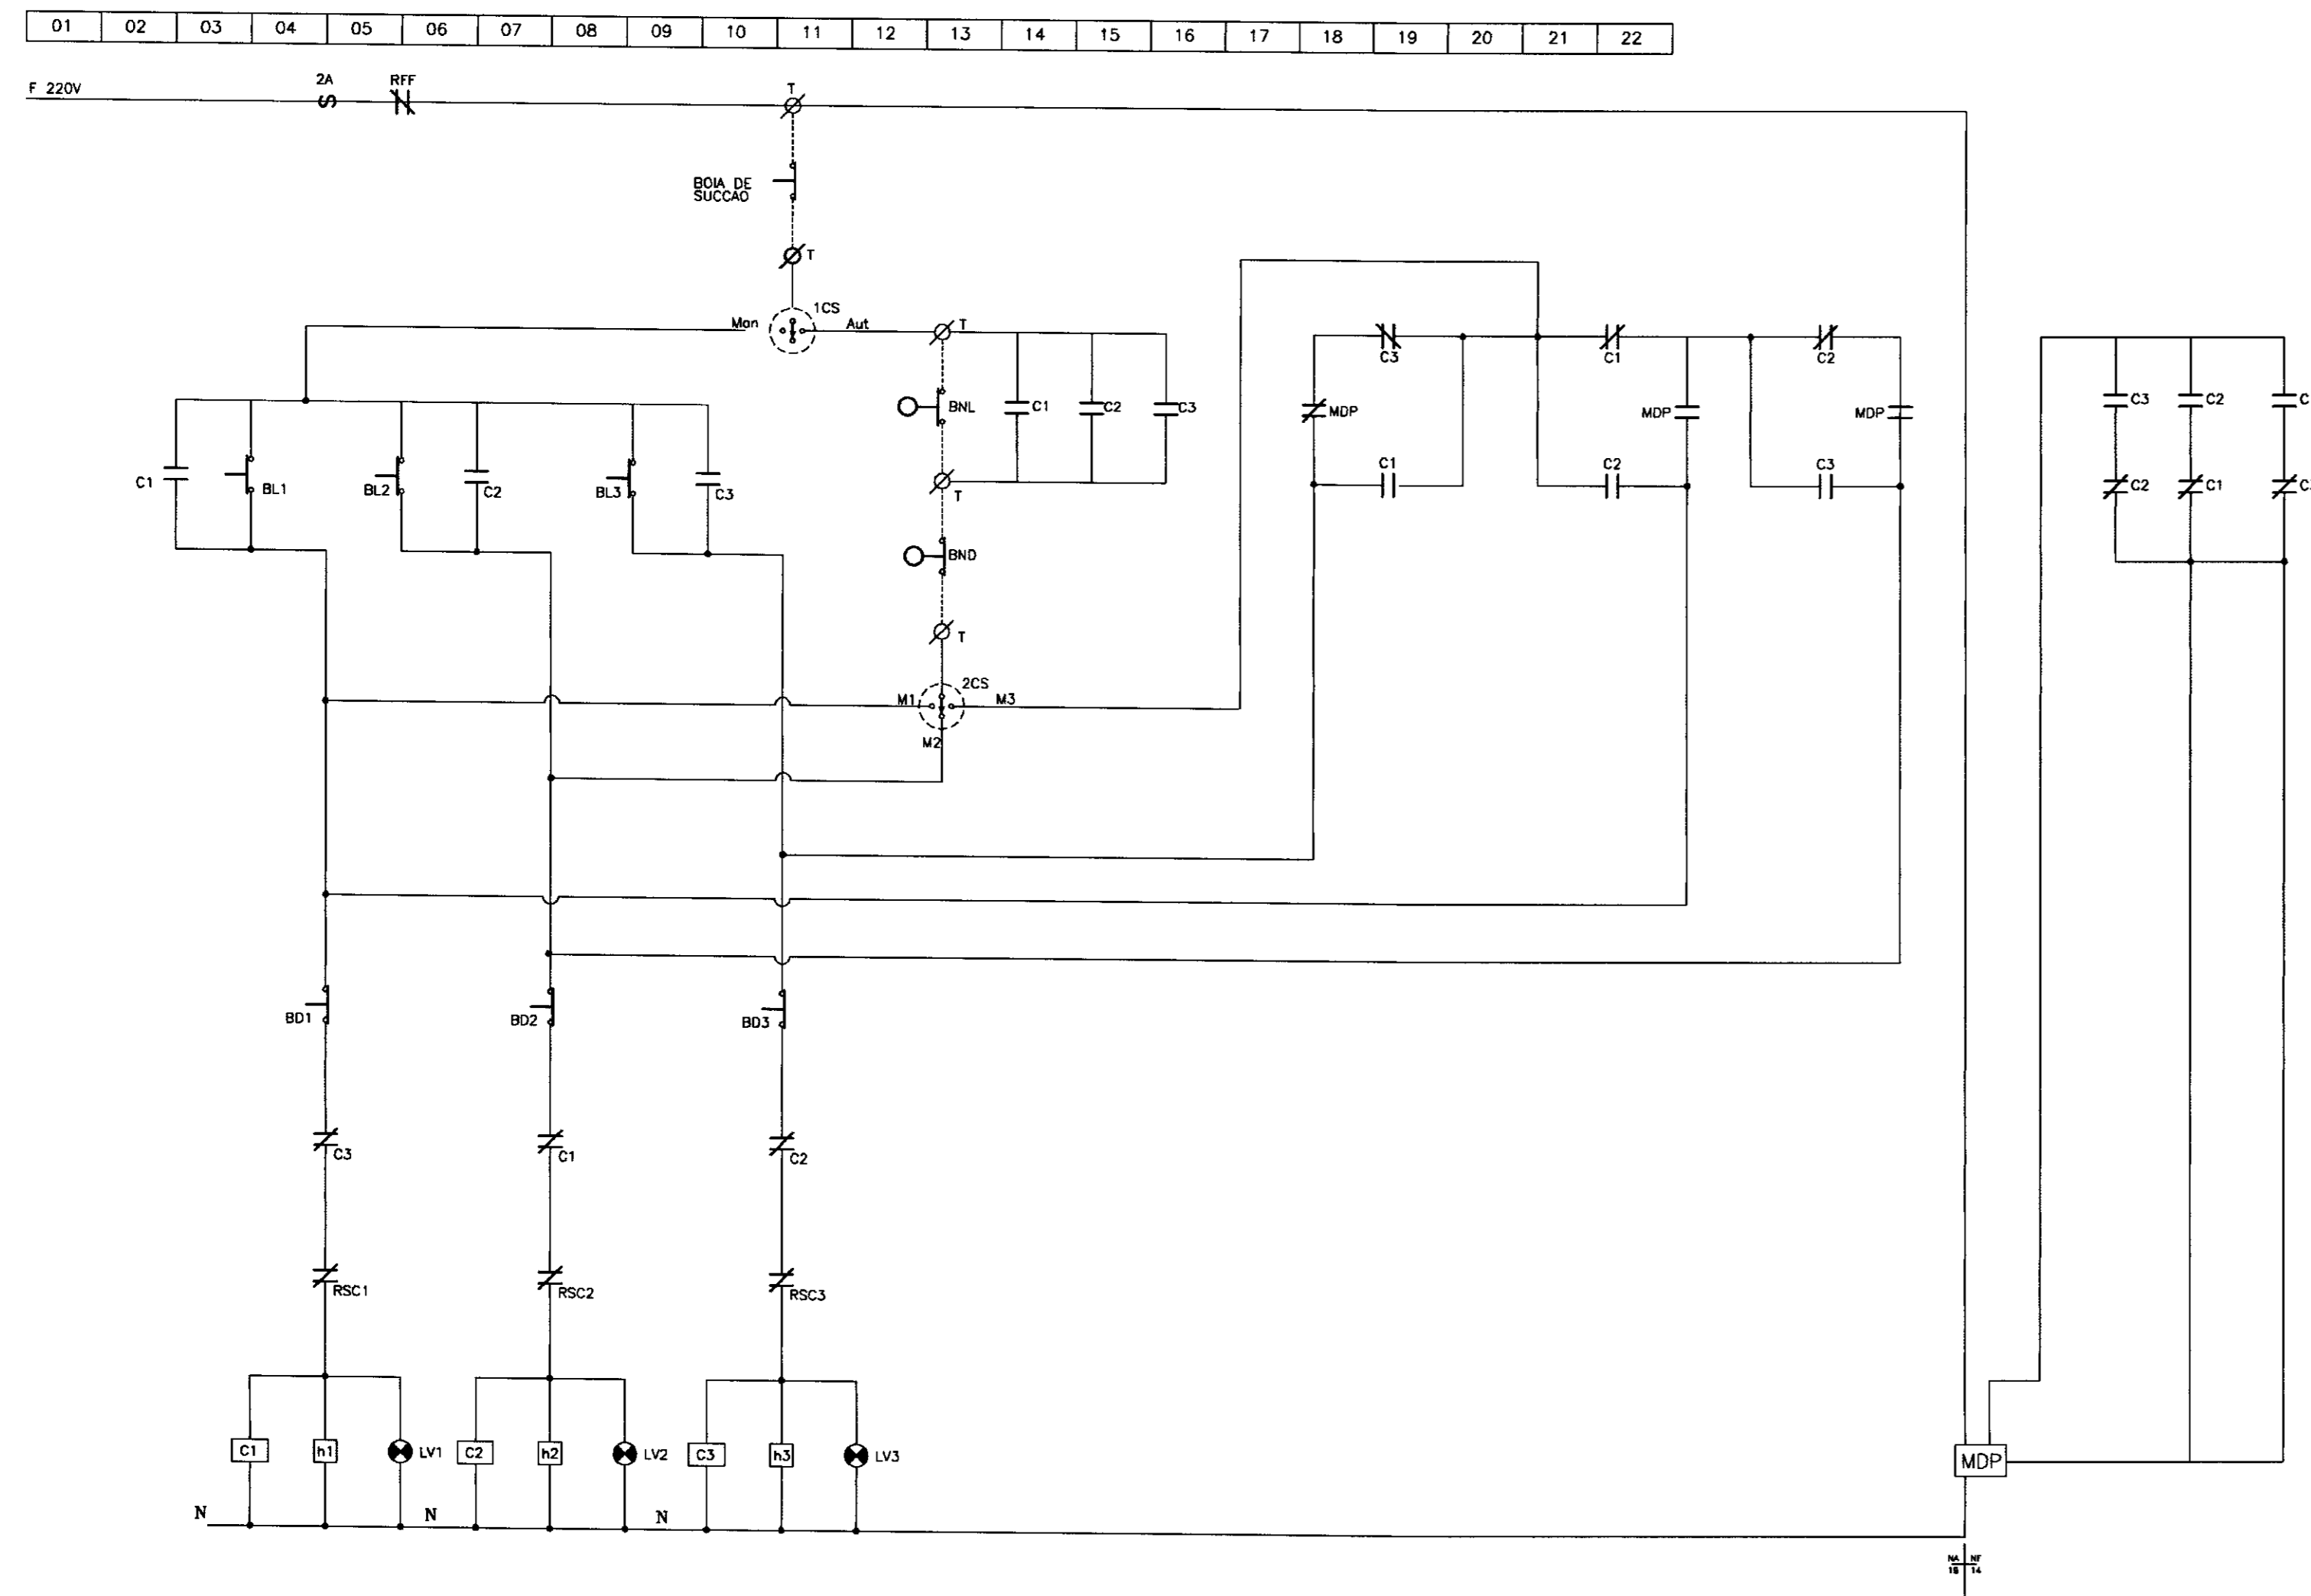 01 02 03 04 05 06 07 08 09 10 11 12 13 14 15 16 17 18 19 20 21 22
F 220V
2A
RFF
T
BOIA DE
SUCCAO
T
1CS
Man
Aut
T
C3
C1
C2
BNL
C1
C2
C3
MDP
MDP
MDP
C3
C2
C1
BL1
BL2
C2
BL3
C3
T
C1
C2
C3
C2
C1
BND
T
2CS
M1
M3
M2
BD1
BD2
BD3
C3
C1
C2
RSC1
RSC2
RSC3
C1
h1
LV1
C2
h2
LV2
C3
h3
LV3
MDP
N
N
N
NA NF
14